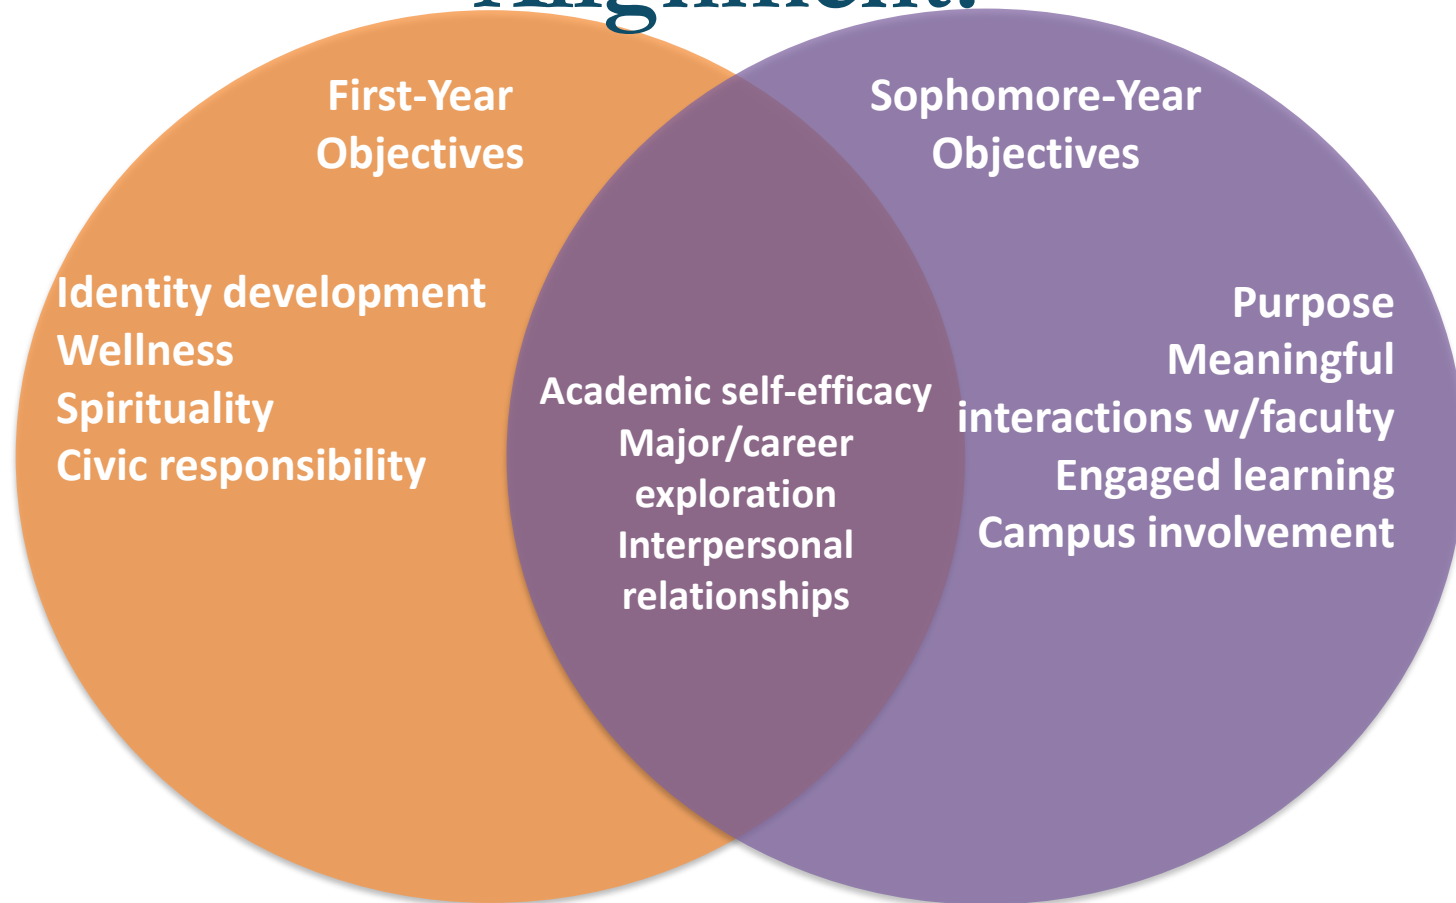 Alignment?
First-Year
Objectives
Identity development
Wellness
Spirituality
Civic responsibility
Academic self-efficacy
Major/career
exploration
Interpersonal
relationships
Sophomore-Year
Objectives
Purpose
Meaningful
interactions w/faculty
Engaged learning
Campus involvement